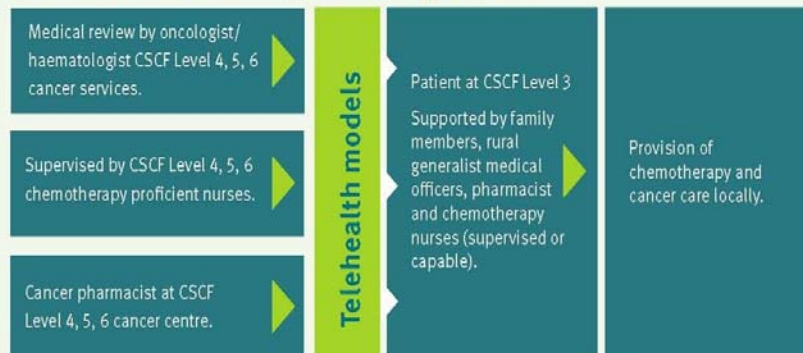 Medical review by oncologist/
haematologist CSCF Level 4, 5, 6
cancer services.
Supervised by CSCF Level 4, 5, 6
chemotherapy proficient nurses.
Cancer pharmacist at CSCF
Level 4, 5, 6 cancer centre.
Telehealth models
Patient at CSCF Level 3
Supported by family
members, rural
generalist medical
officers, pharmacist
and chemotherapy
nurses (supervised or
capable).
Provision of
chemotherapy and
cancer care locally.